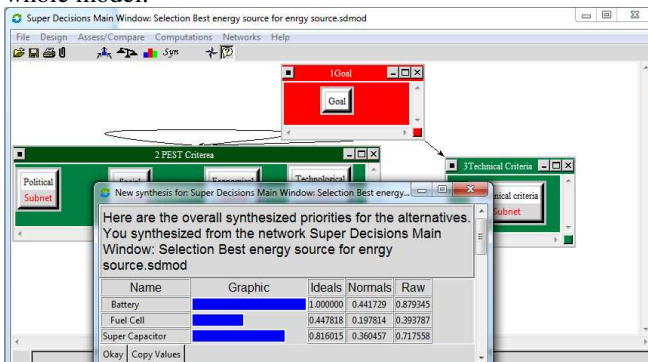 whole model.
Super Decisions Main Window: Selection Best energy source for enrgy source.sdmod
File Design Assess/Compare Computations Networks Help
Syn
1Goal
Goal
2 PEST Criterea
3Technical Criteria
Political
Subnet
Social
Economical
Technological
nical criteria
Subnet
New synthesis for: Super Decisions Main Window: Selection Best energy...
Here are the overall synthesized priorities for the alternatives.
You synthesized from the network Super Decisions Main
Window: Selection Best energy source for enrgy
source.sdmod
Name Graphic Ideals Normals Raw
Battery 1.000000 0.441729 0.879345
Fuel Cell 0.447818 0.197814 0.393787
Super Capacitor 0.816015 0.360457 0.717558
Okay Copy Values